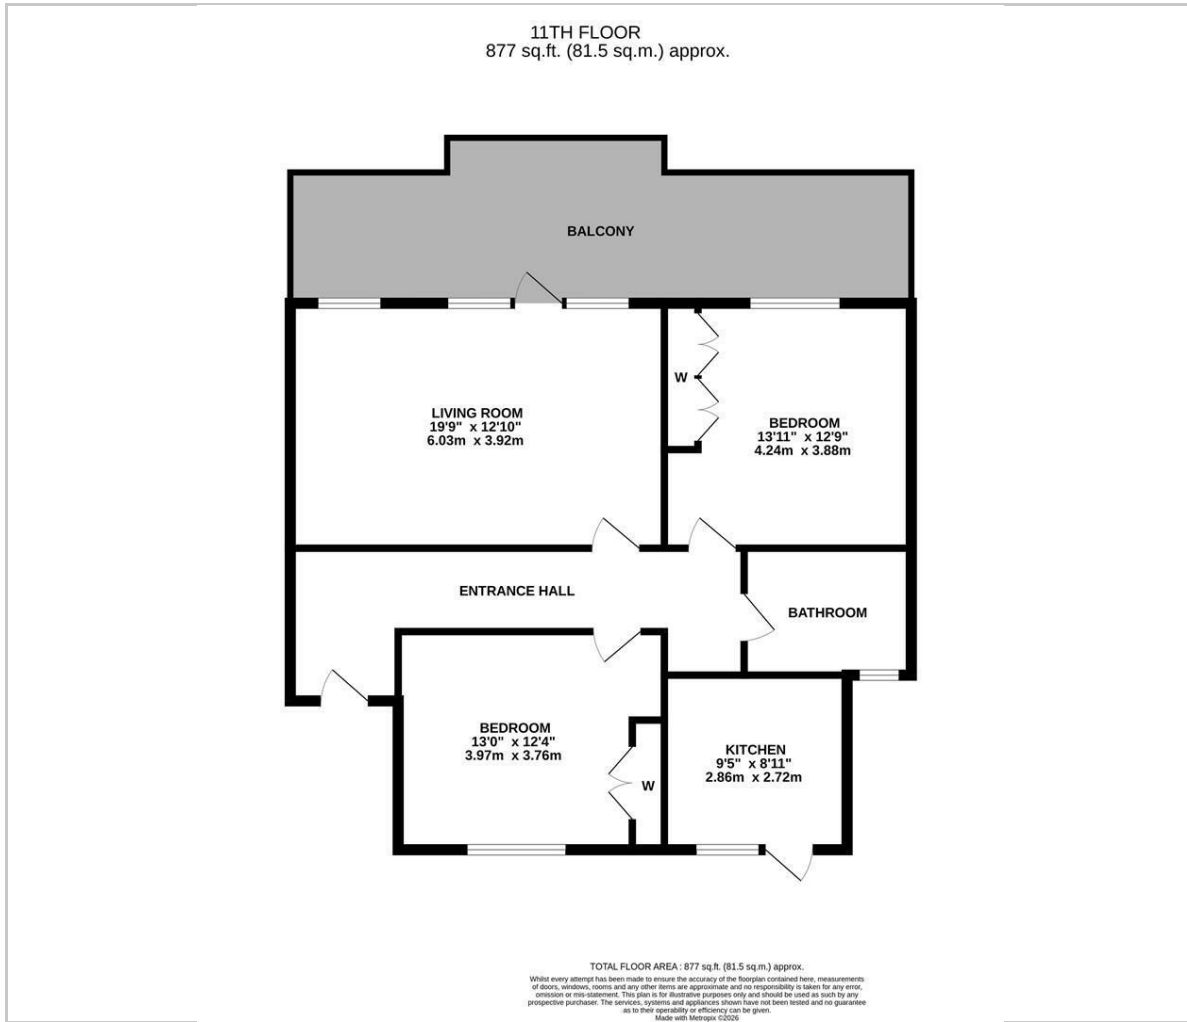 11TH FLOOR
877 sq.ft. (81.5 sq.m.) approx.
BALCONY
LIVING ROOM
19'9" x 12'10"
6.03m x 3.92m
W
BEDROOM
13'11" x 12'9"
4.24m x 3.88m
ENTRANCE HALL
BATHROOM
BEDROOM
13'0" x 12'4"
3.97m x 3.76m
W
KITCHEN
9'5" x 8'11"
2.86m x 2.72m
TOTAL FLOOR AREA : 877 sq.ft. (81.5 sq.m.) approx.
Whilst every attempt has been made to ensure the accuracy of the floorplan contained here, measurements
of doors, windows, rooms and any other items are approximate and no responsibility is taken for any error,
omission or mis-statement. This plan is for illustrative purposes only and should be used as such by any
prospective purchaser. The services, systems and appliances shown have not been tested and no guarantee
as to their operability or efficiency can be given.
Made with Metropix ©2026